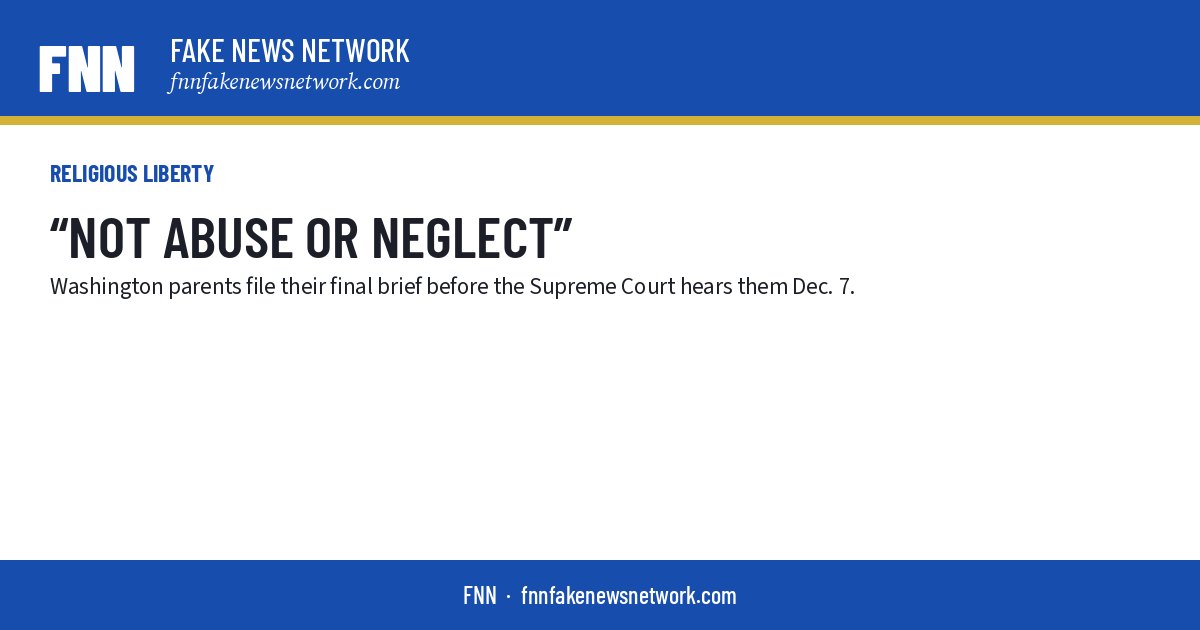 FNN
FAKE NEWS NETWORK
fnnfakenewsnetwork.com
RELIGIOUS LIBERTY
“NOT ABUSE OR NEGLECT”
Washington parents file their final brief before the Supreme Court hears them Dec. 7.
FNN · fnnfakenewsnetwork.com